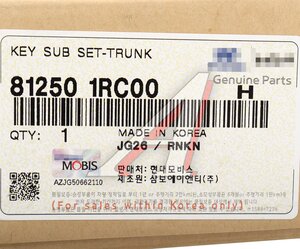 KEY SUB SET-TRUNK
Genuine Parts
81250 1RC00
H
QTY: 1
MADE IN KOREA
JG26 / RNKN
MOBIS
AZJG50662110
판매처: 현대모비스
제조원: 삼보에이엔티(주)
(For sales within Korea only)